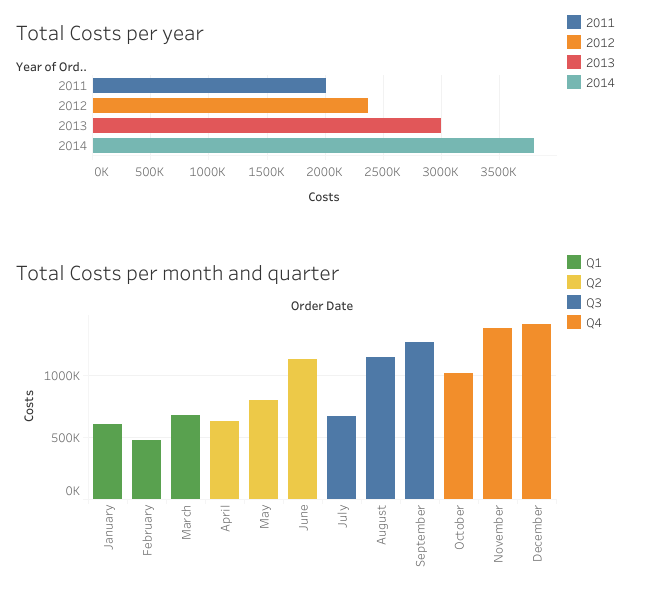 Total Costs per year
2011
2012
2013
2014
Year of Ord..
2011
2012
2013
2014
0K 500K 1000K 1500K 2000K 2500K 3000K 3500K
Costs
Total Costs per month and quarter
Q1
Q2
Q3
Q4
Order Date
Costs
1000K
500K
0K
January February March April May June July August September October November December